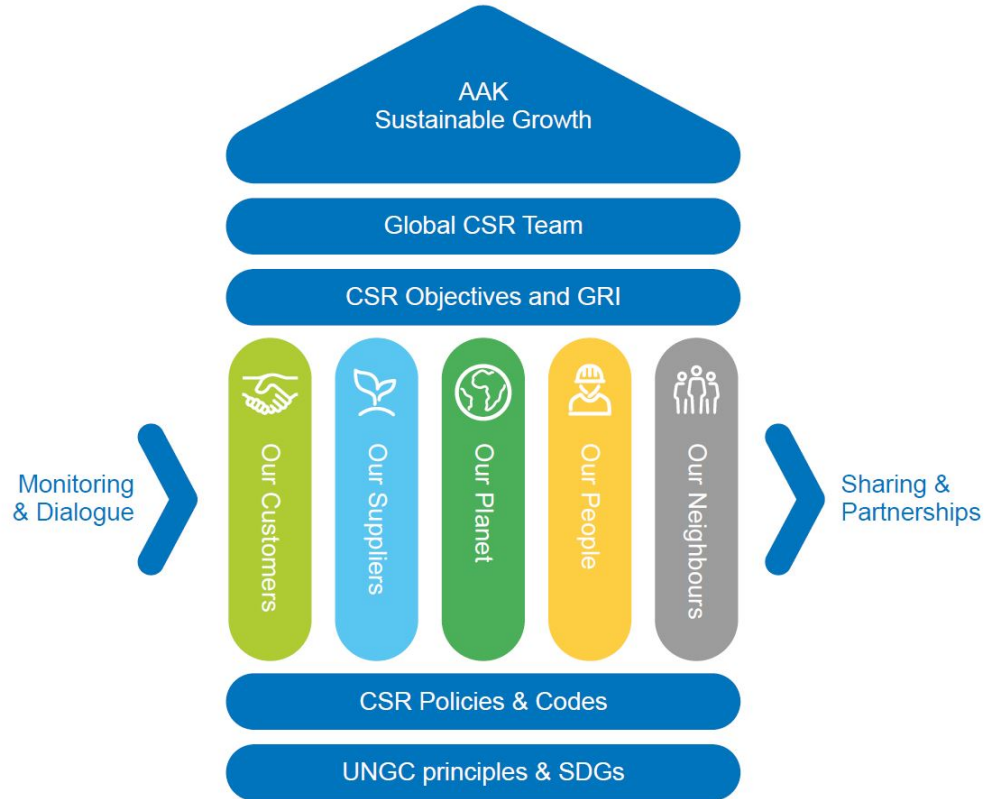 AAK
Sustainable Growth
Global CSR Team
CSR Objectives and GRI
Monitoring
& Dialogue
Our Customers
Our Suppliers
Our Planet
Our People
Our Neighbours
Sharing &
Partnerships
CSR Policies & Codes
UNGC principles & SDGs